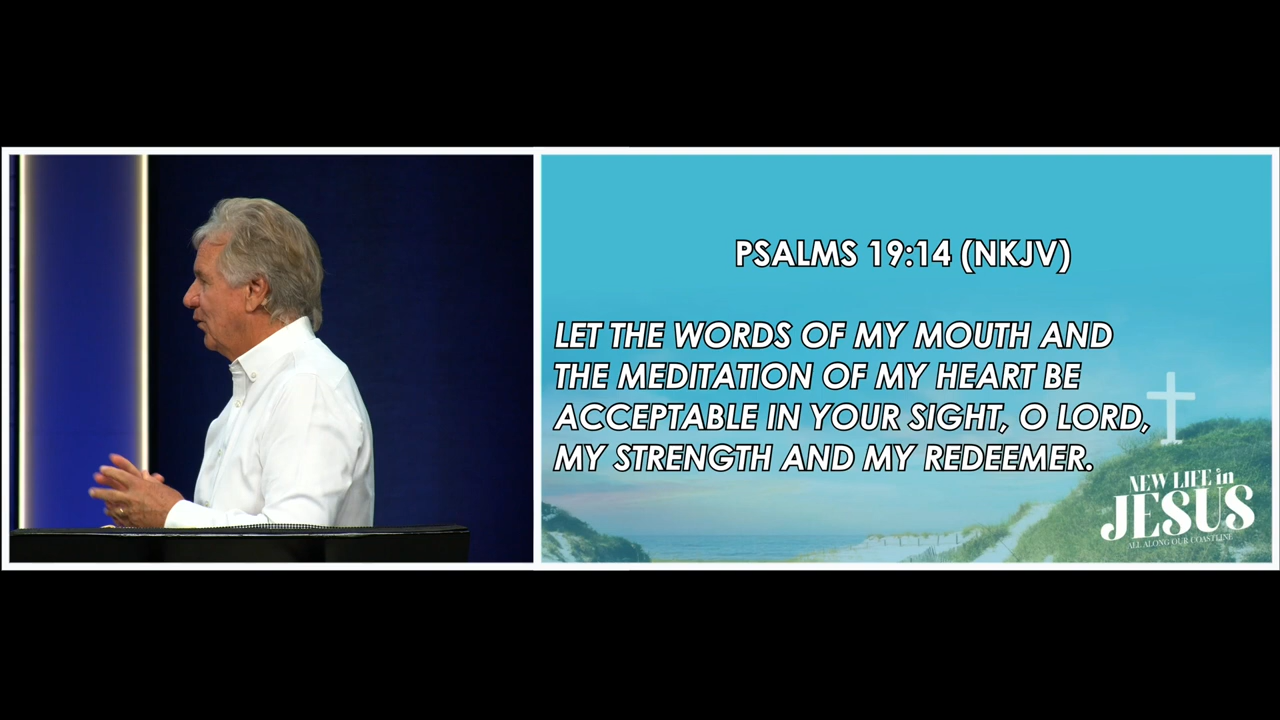 PSALMS 19:14 (NKJV)
LET THE WORDS OF MY MOUTH AND
THE MEDITATION OF MY HEART BE
ACCEPTABLE IN YOUR SIGHT, O LORD,
MY STRENGTH AND MY REDEEMER.
NEW LIFE in
JESUS
ALL ALONG OUR COASTLINE